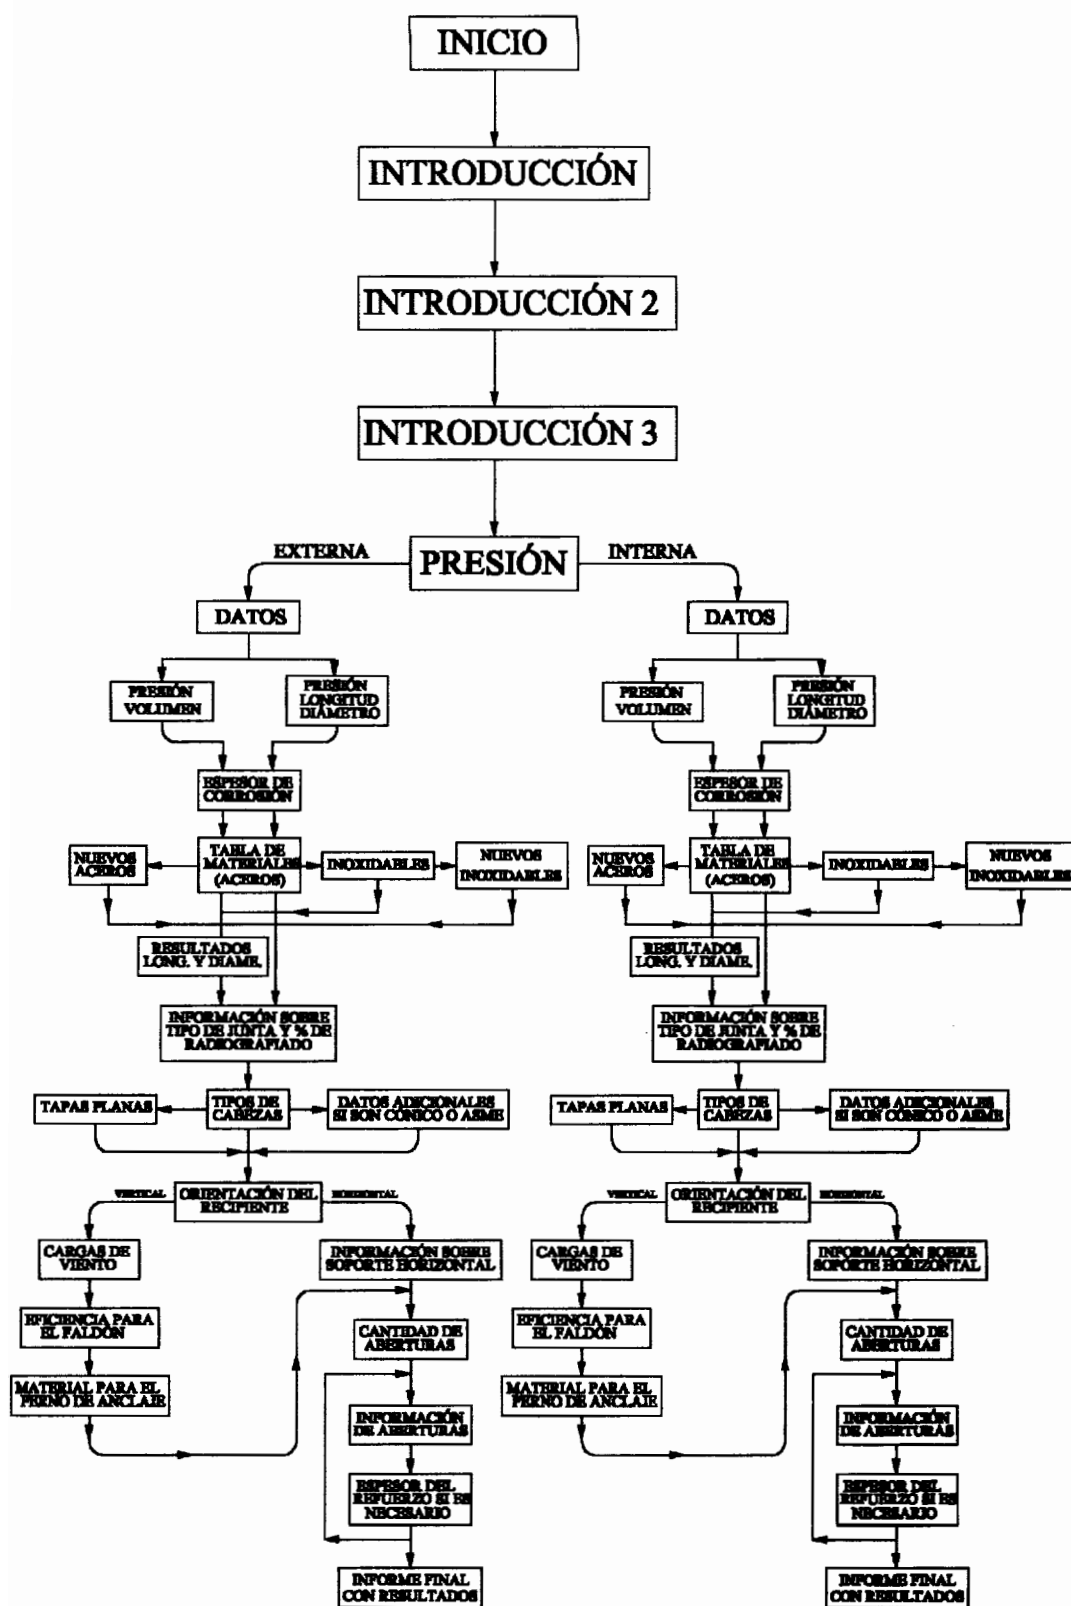 INICIO
INTRODUCCIÓN
INTRODUCCIÓN 2
INTRODUCCIÓN 3
PRESIÓN
EXTERNA
INTERNA
DATOS
PRESIÓN
VOLUMEN
PRESIÓN
LONGITUD
DIÁMETRO
ESPESOR DE
CORROSIÓN
NUEVOS
ACEROS
TABLA DE
MATERIALES
(ACEROS)
INOXIDABLES
NUEVOS
INOXIDABLES
RESULTADOS
LONG. Y DIAME.
INFORMACIÓN SOBRE
TIPO DE JUNTA Y % DE
RADIOGRAFIADO
TAPAS PLANAS
TIPOS DE
CABEZAS
DATOS ADICIONALES
SI SON CÓNICO O ASME
VERTICAL
ORIENTACIÓN DEL
RECIPIENTE
HORIZONTAL
CARGAS DE
VIENTO
EFICIENCIA PARA
EL FALDÓN
MATERIAL PARA EL
PERNO DE ANCLAJE
INFORMACIÓN SOBRE
SOPORTE HORIZONTAL
CANTIDAD DE
ABERTURAS
INFORMACIÓN
DE ABERTURAS
ESPESOR DEL
REFUERZO SI ES
NECESARIO
INFORME FINAL
CON RESULTADOS
DATOS
PRESIÓN
VOLUMEN
PRESIÓN
LONGITUD
DIÁMETRO
ESPESOR DE
CORROSIÓN
NUEVOS
ACEROS
TABLA DE
MATERIALES
(ACEROS)
INOXIDABLES
NUEVOS
INOXIDABLES
RESULTADOS
LONG. Y DIAME.
INFORMACIÓN SOBRE
TIPO DE JUNTA Y % DE
RADIOGRAFIADO
TAPAS PLANAS
TIPOS DE
CABEZAS
DATOS ADICIONALES
SI SON CÓNICO O ASME
VERTICAL
ORIENTACIÓN DEL
RECIPIENTE
HORIZONTAL
CARGAS DE
VIENTO
EFICIENCIA PARA
EL FALDÓN
MATERIAL PARA EL
PERNO DE ANCLAJE
INFORMACIÓN SOBRE
SOPORTE HORIZONTAL
CANTIDAD DE
ABERTURAS
INFORMACIÓN
DE ABERTURAS
ESPESOR DEL
REFUERZO SI ES
NECESARIO
INFORME FINAL
CON RESULTADOS